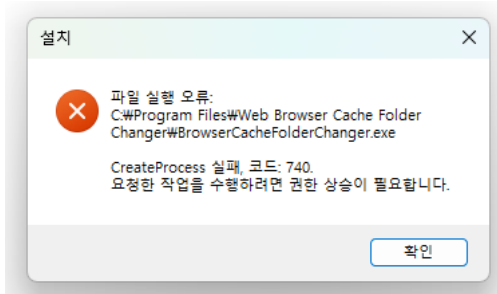 설치
파일 실행 오류:
C:₩Program Files₩Web Browser Cache Folder
Changer₩BrowserCacheFolderChanger.exe
CreateProcess 실패, 코드: 740.
요청한 작업을 수행하려면 권한 상승이 필요합니다.
확인